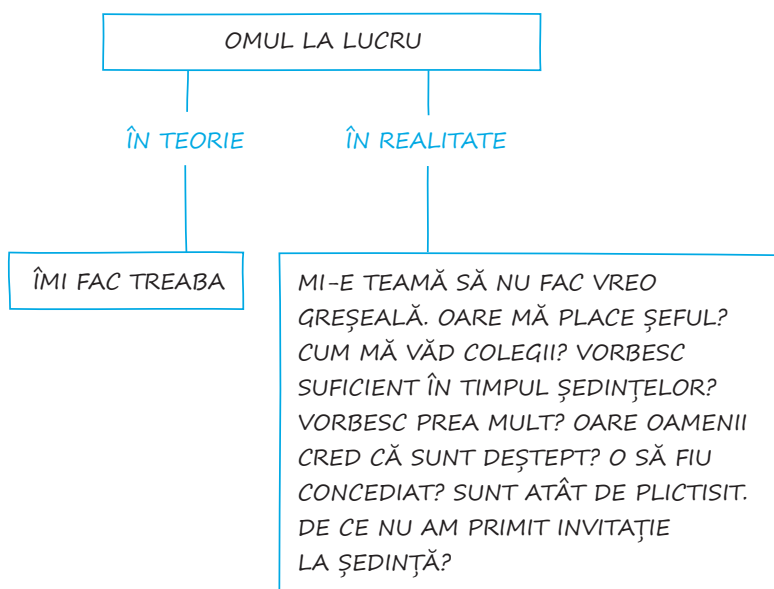 OMUL LA LUCRU
ÎN TEORIE
ÎN REALITATE
ÎMI FAC TREABA
MI-E TEAMĂ SĂ NU FAC VREO
GREȘEALĂ. OARE MĂ PLACE ȘEFUL?
CUM MĂ VĂD COLEGII? VORBESC
SUFICIENT ÎN TIMPUL ȘEDINȚELOR?
VORBESC PREA MULT? OARE OAMENII
CRED CĂ SUNT DEȘTEPT? O SĂ FIU
CONCEDIAT? SUNT ATÂT DE PLICTISIT.
DE CE NU AM PRIMIT INVITAȚIE
LA ȘEDINȚĂ?